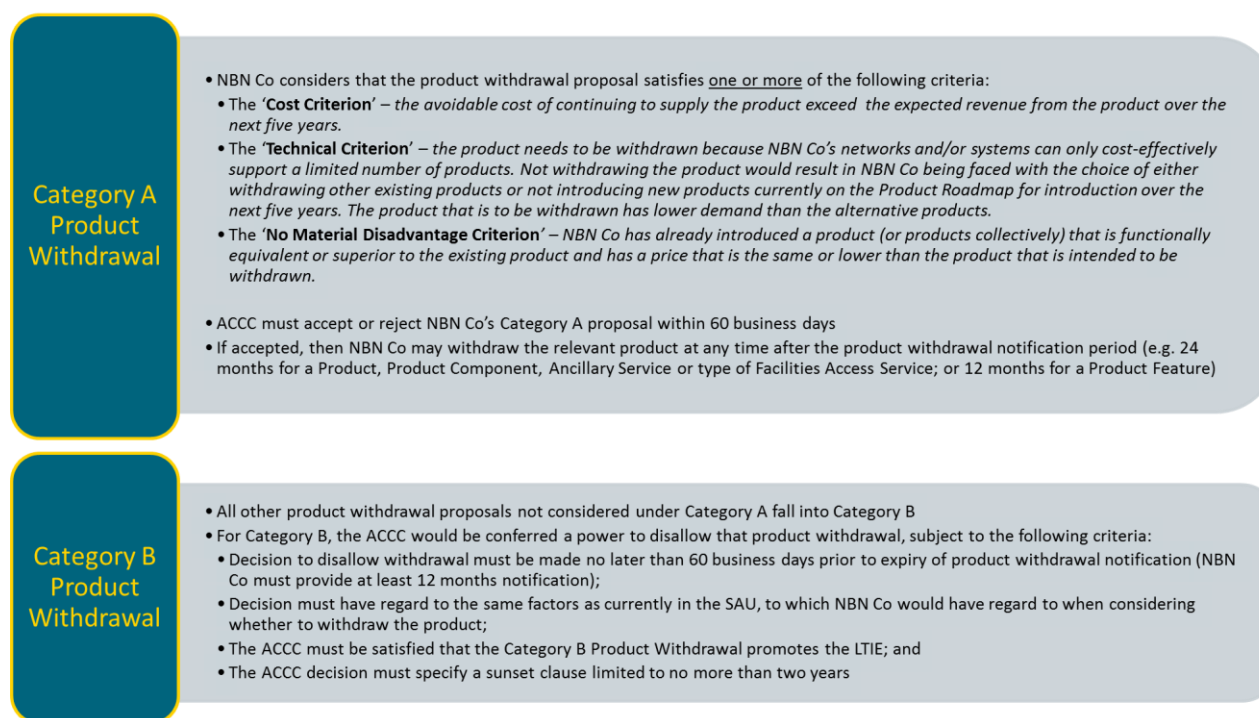 Category A
Product
Withdrawal
• NBN Co considers that the product withdrawal proposal satisfies one or more of the following criteria:
• The ‘Cost Criterion’ – the avoidable cost of continuing to supply the product exceed the expected revenue from the product over the
next five years.
• The ‘Technical Criterion’ – the product needs to be withdrawn because NBN Co’s networks and/or systems can only cost-effectively
support a limited number of products. Not withdrawing the product would result in NBN Co being faced with the choice of either
withdrawing other existing products or not introducing new products currently on the Product Roadmap for introduction over the
next five years. The product that is to be withdrawn has lower demand than the alternative products.
• The ‘No Material Disadvantage Criterion’ – NBN Co has already introduced a product (or products collectively) that is functionally
equivalent or superior to the existing product and has a price that is the same or lower than the product that is intended to be
withdrawn.
• ACCC must accept or reject NBN Co’s Category A proposal within 60 business days
• If accepted, then NBN Co may withdraw the relevant product at any time after the product withdrawal notification period (e.g. 24
months for a Product, Product Component, Ancillary Service or type of Facilities Access Service; or 12 months for a Product Feature)
Category B
Product
Withdrawal
• All other product withdrawal proposals not considered under Category A fall into Category B
• For Category B, the ACCC would be conferred a power to disallow that product withdrawal, subject to the following criteria:
• Decision to disallow withdrawal must be made no later than 60 business days prior to expiry of product withdrawal notification (NBN
Co must provide at least 12 months notification);
• Decision must have regard to the same factors as currently in the SAU, to which NBN Co would have regard to when considering
whether to withdraw the product;
• The ACCC must be satisfied that the Category B Product Withdrawal promotes the LTIE; and
• The ACCC decision must specify a sunset clause limited to no more than two years